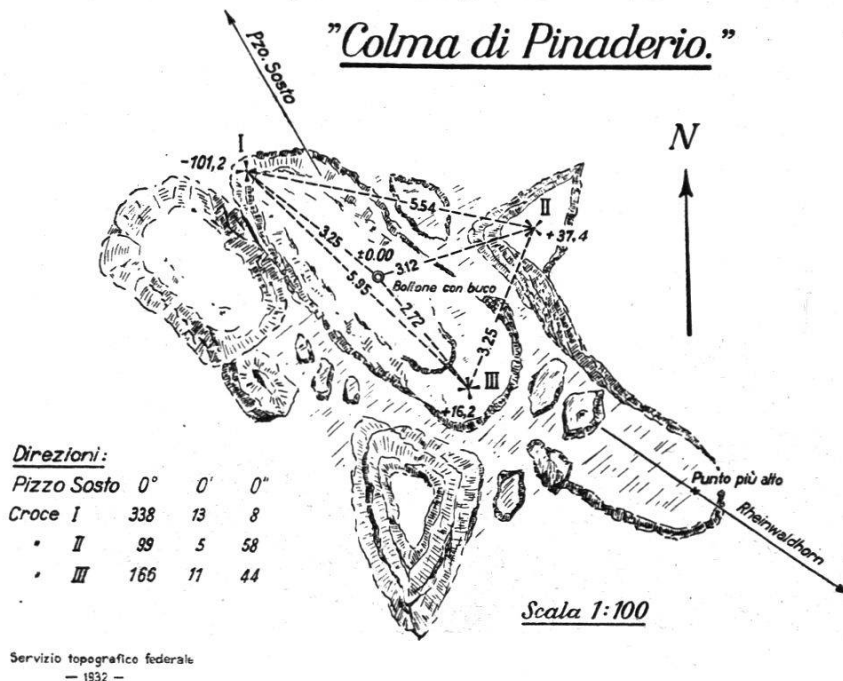 "Colma di Pinaderio."
Pzo. Sosto
N
I
-101,2
5.54
II
+37.4
3.25
±0.00
3.12
Bollone con buco
5.95
2.72
3.25
III
+16,2
Direzioni:
Pizzo Sosto 0° 0' 0"
Croce I 338 13 8
" II 99 5 58
" III 166 11 44
Punto più alto
Rheinwaldhorn
Scala 1:100
Servizio topografico federale
— 1932 —